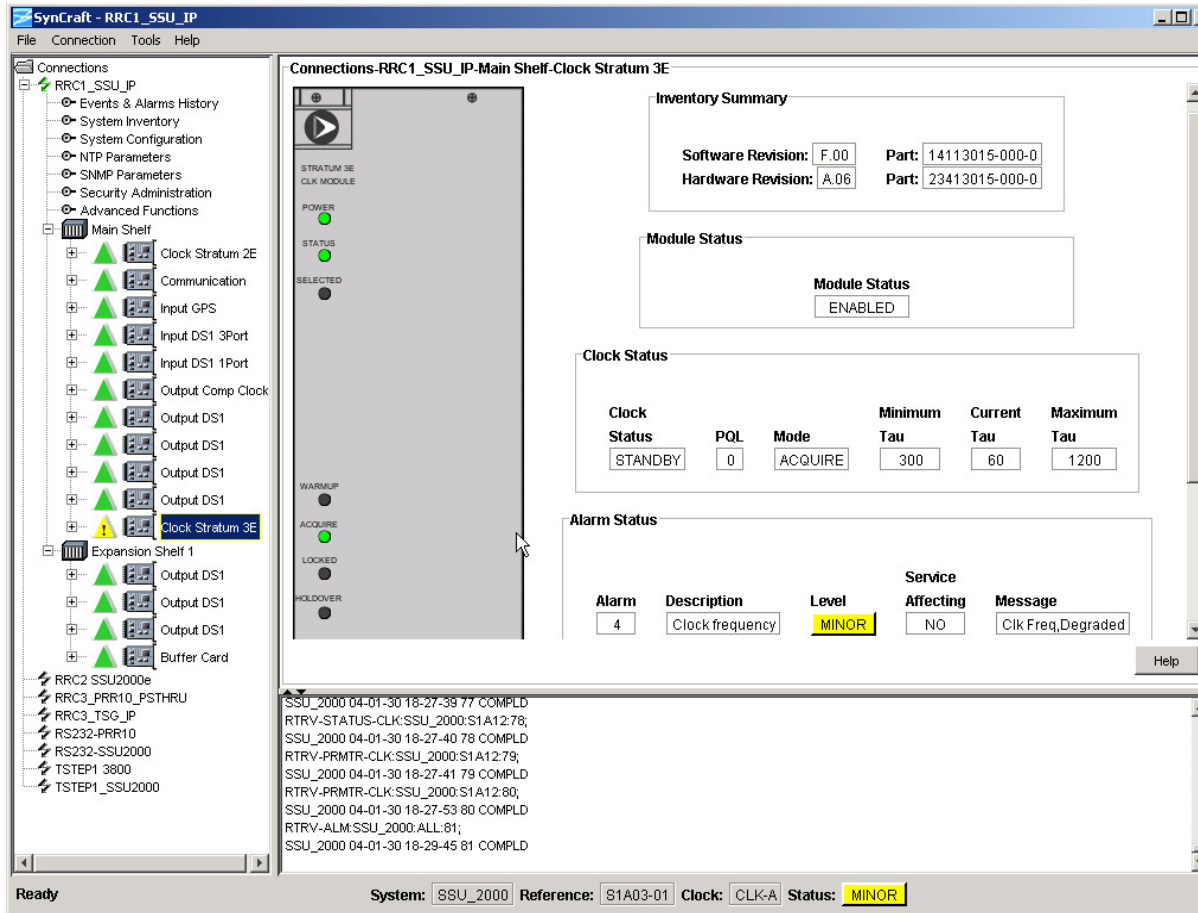 SynCraft - RRC1_SSU_IP
File Connection Tools Help
Connections
RRC1_SSU_IP
Events & Alarms History
System Inventory
System Configuration
NTP Parameters
SNMP Parameters
Security Administration
Advanced Functions
Main Shelf
Clock Stratum 2E
Communication
Input GPS
Input DS1 3Port
Input DS1 1Port
Output Comp Clock
Output DS1
Output DS1
Output DS1
Output DS1
Clock Stratum 3E
Expansion Shelf 1
Output DS1
Output DS1
Output DS1
Buffer Card
RRC2 SSU2000e
RRC3_PRR10_PSTHRU
RRC3_TSG_IP
RS232-PRR10
RS232-SSU2000
TSTEP1 3800
TSTEP1_SSU2000
Connections-RRC1_SSU_IP-Main Shelf-Clock Stratum 3E
STRATUM 3E
CLK MODULE
POWER
STATUS
SELECTED
WARMUP
ACQUIRE
LOCKED
HOLDOVER
Inventory Summary
Software Revision: F.00 Part: 14113015-000-0
Hardware Revision: A.06 Part: 23413015-000-0
Module Status
Module Status
ENABLED
Clock Status
Clock Minimum Current Maximum
Status PQL Mode Tau Tau Tau
STANDBY 0 ACQUIRE 300 60 1200
Alarm Status
Service
Alarm Description Level Affecting Message
4 Clock frequency MINOR NO Clk Freq,Degraded
Help
SSU_2000 04-01-30 18-27-39 77 COMPLD
RTRV-STATUS-CLK:SSU_2000:S1A12:78;
SSU_2000 04-01-30 18-27-40 78 COMPLD
RTRV-PRMTR-CLK:SSU_2000:S1A12:79;
SSU_2000 04-01-30 18-27-41 79 COMPLD
RTRV-PRMTR-CLK:SSU_2000:S1A12:80;
SSU_2000 04-01-30 18-27-53 80 COMPLD
RTRV-ALM:SSU_2000:ALL:81;
SSU_2000 04-01-30 18-29-45 81 COMPLD
Ready System: SSU_2000 Reference: S1A03-01 Clock: CLK-A Status: MINOR